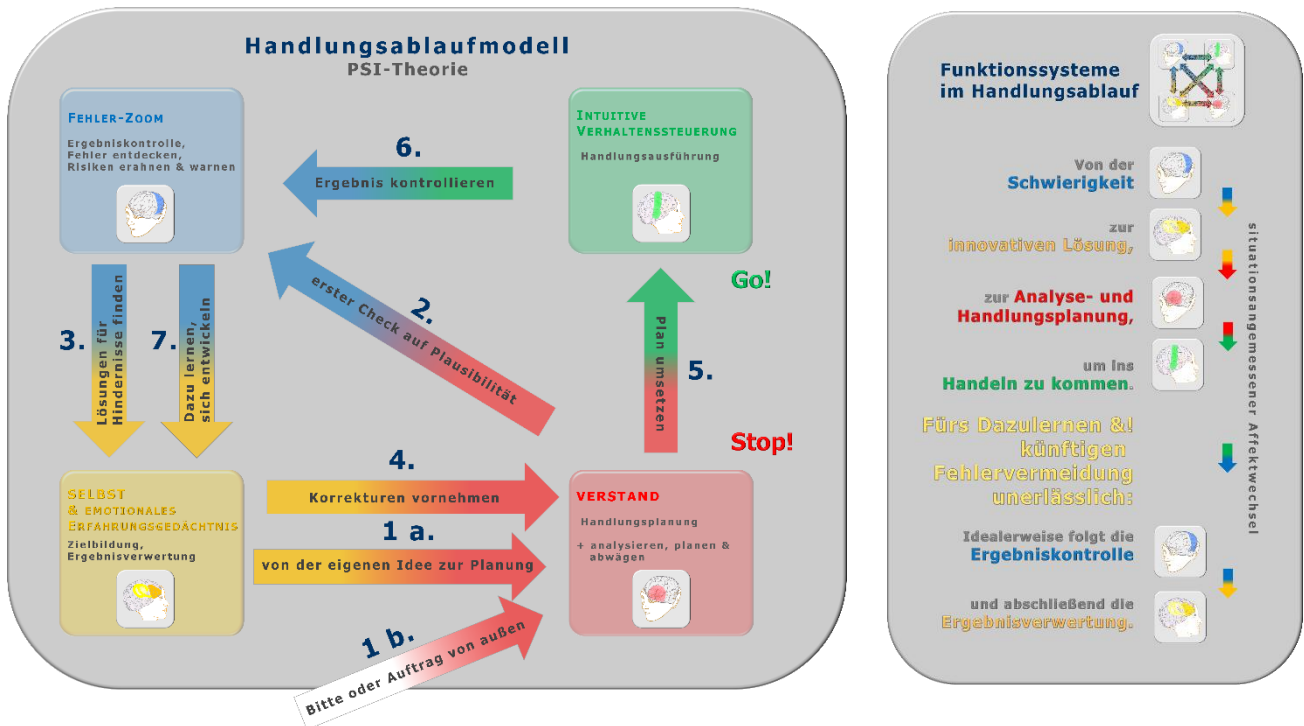 Handlungsablaufmodell
PSI-Theorie
FEHLER-ZOOM
Ergebniskontrolle,
Fehler entdecken,
Risiken erahnen & warnen
INTUITIVE
VERHALTENSSTEUERUNG
Handlungsausführung
6.
Ergebnis kontrollieren
2.
erster Check auf Plausibilität
3.
Lösungen für
Hindernisse finden
7.
Dazu lernen,
sich entwickeln
Go!
Plan umsetzen
5.
Stop!
SELBST
& EMOTIONALES
ERFAHRUNGSGEDÄCHTNIS
Zielbildung,
Ergebnisverwertung
4.
Korrekturen vornehmen
1 a.
von der eigenen Idee zur Planung
1 b.
Bitte oder Auftrag von außen
VERSTAND
Handlungsplanung
+ analysieren, planen &
abwägen
Funktionssysteme
im Handlungsablauf
Von der
Schwierigkeit
zur
innovativen Lösung,
zur Analyse- und
Handlungsplanung,
um ins
Handeln zu kommen.
Fürs Dazulernen &!
künftigen
Fehlervermeidung
unerlässlich:
Idealerweise folgt die
Ergebniskontrolle
und abschließend die
Ergebnisverwertung.
situationsangemessener Affektwechsel